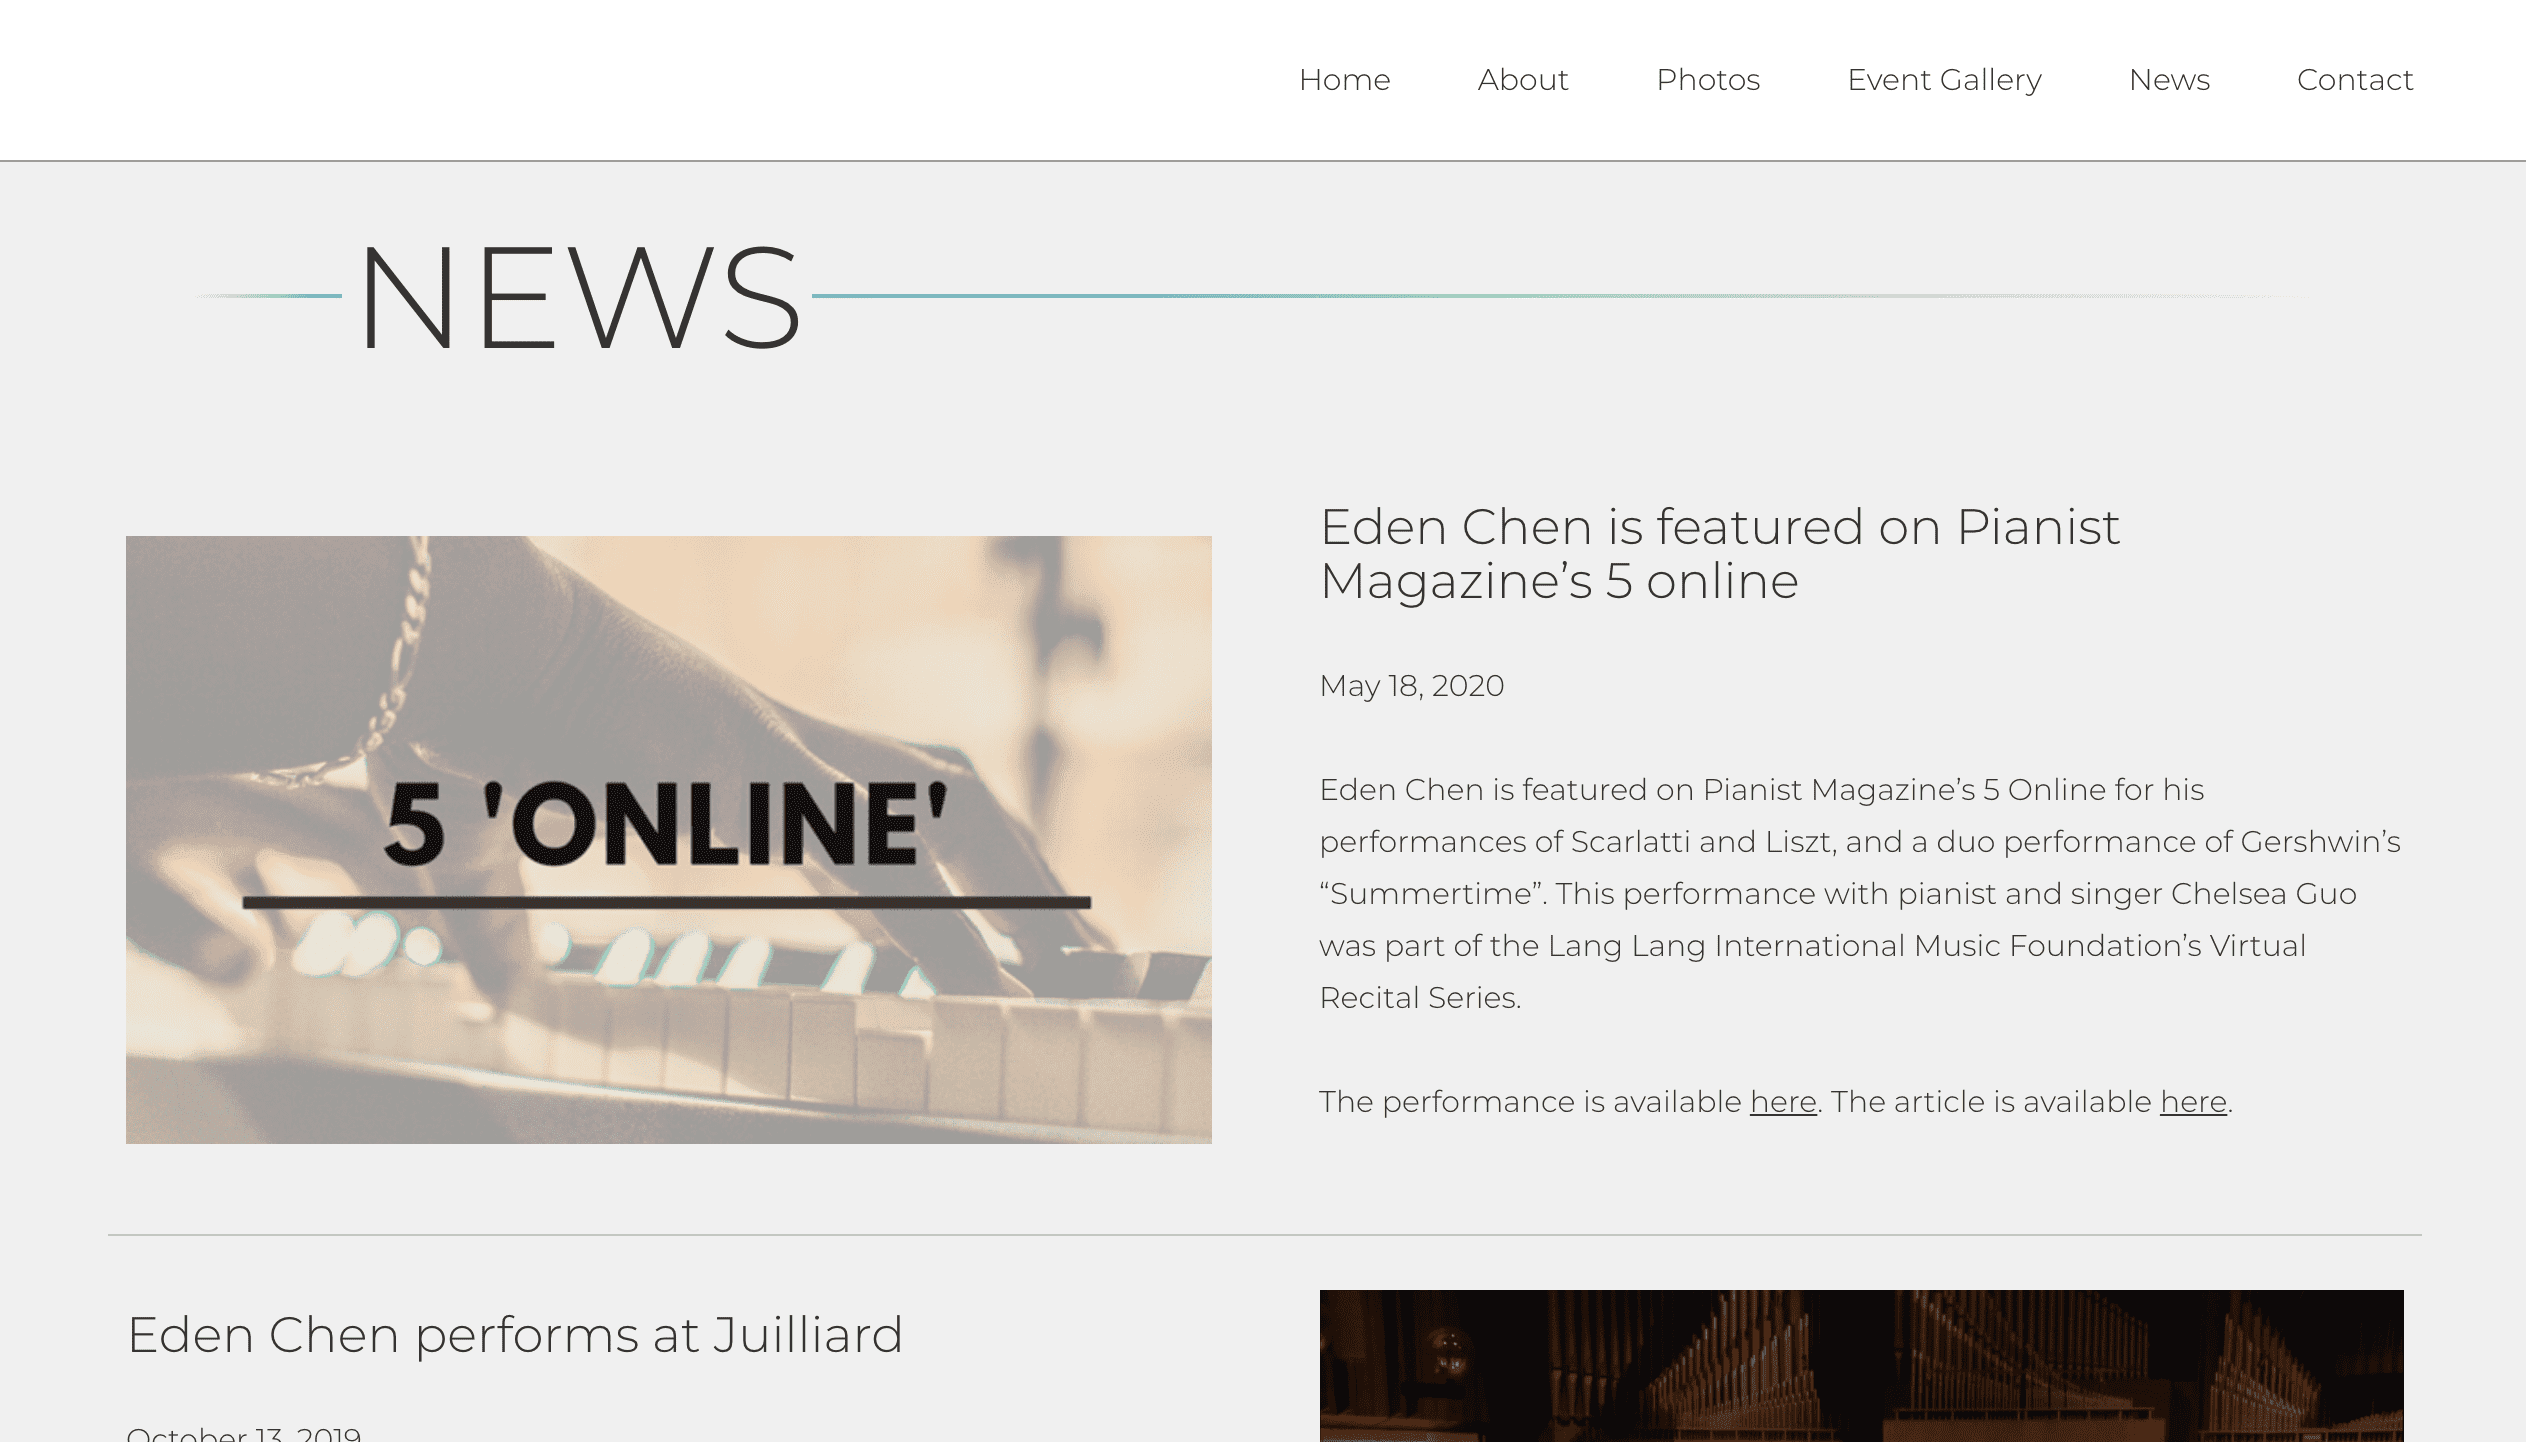 Home About Photos Event Gallery News Contact
NEWS
5 'ONLINE'
Eden Chen is featured on Pianist
Magazine’s 5 online
May 18, 2020
Eden Chen is featured on Pianist Magazine’s 5 Online for his
performances of Scarlatti and Liszt, and a duo performance of Gershwin’s
“Summertime”. This performance with pianist and singer Chelsea Guo
was part of the Lang Lang International Music Foundation’s Virtual
Recital Series.
The performance is available here. The article is available here.
Eden Chen performs at Juilliard
October 13, 2019